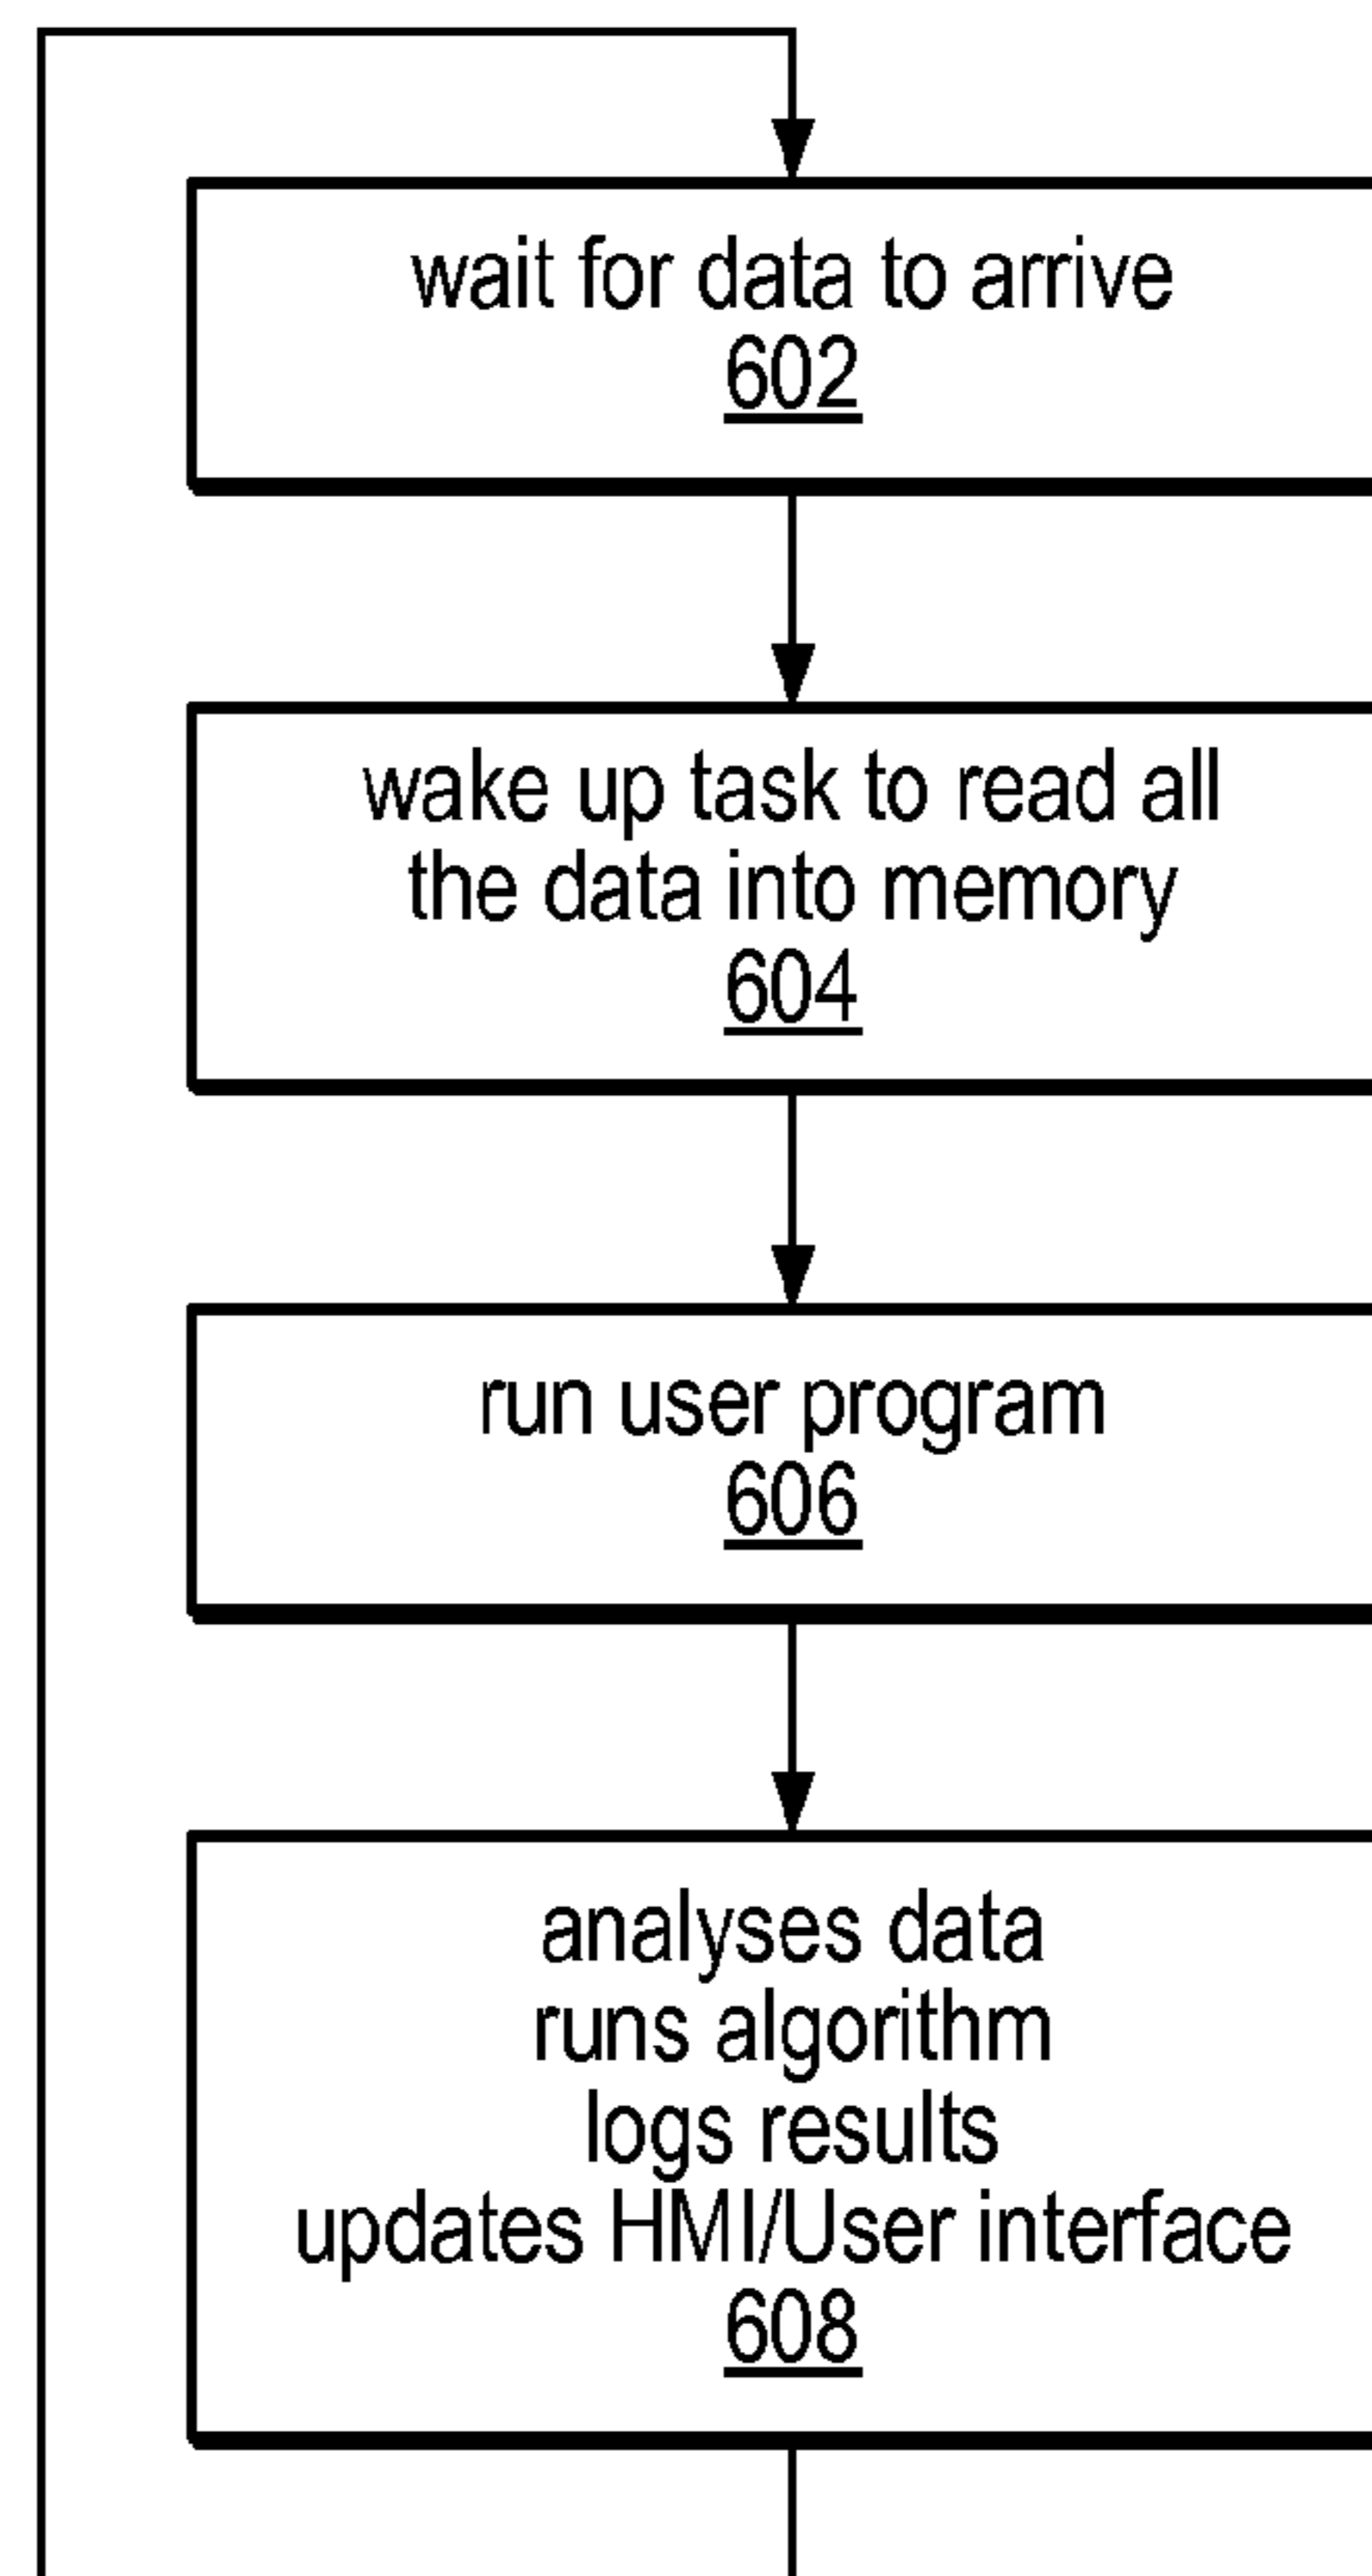 wait for data to arrive
602
wake up task to read all
the data into memory
604
run user program
606
analyses data
runs algorithm
logs results
updates HMI/User interface
608